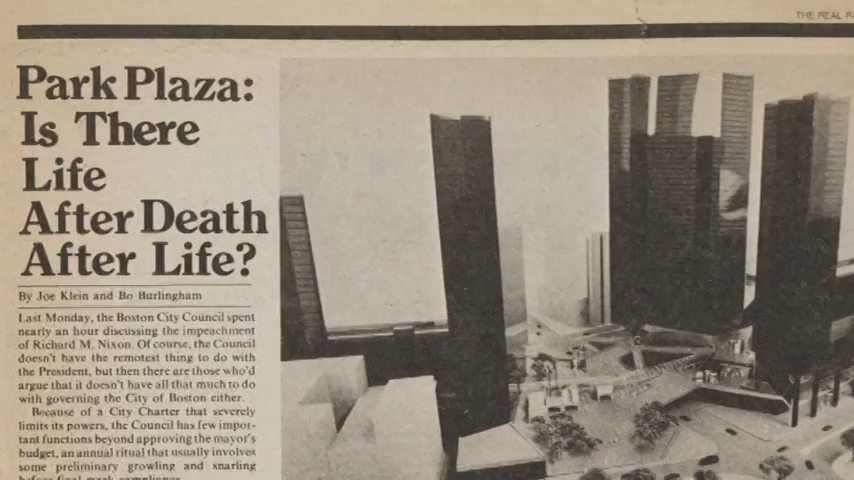 THE REAL
Park Plaza:
Is There
Life
After Death
After Life?
By Joe Klein and Bo Burlingham
Last Monday, the Boston City Council spent
nearly an hour discussing the impeachment
of Richard M. Nixon. Of course, the Council
doesn't have the remotest thing to do with
the President, but then there are those who'd
argue that it doesn't have all that much to do
with governing the City of Boston either.
Because of a City Charter that severely
limits its powers, the Council has few impor-
tant functions beyond approving the mayor's
budget, an annual ritual that usually involves
some preliminary growling and snarling
before final meek compliance.